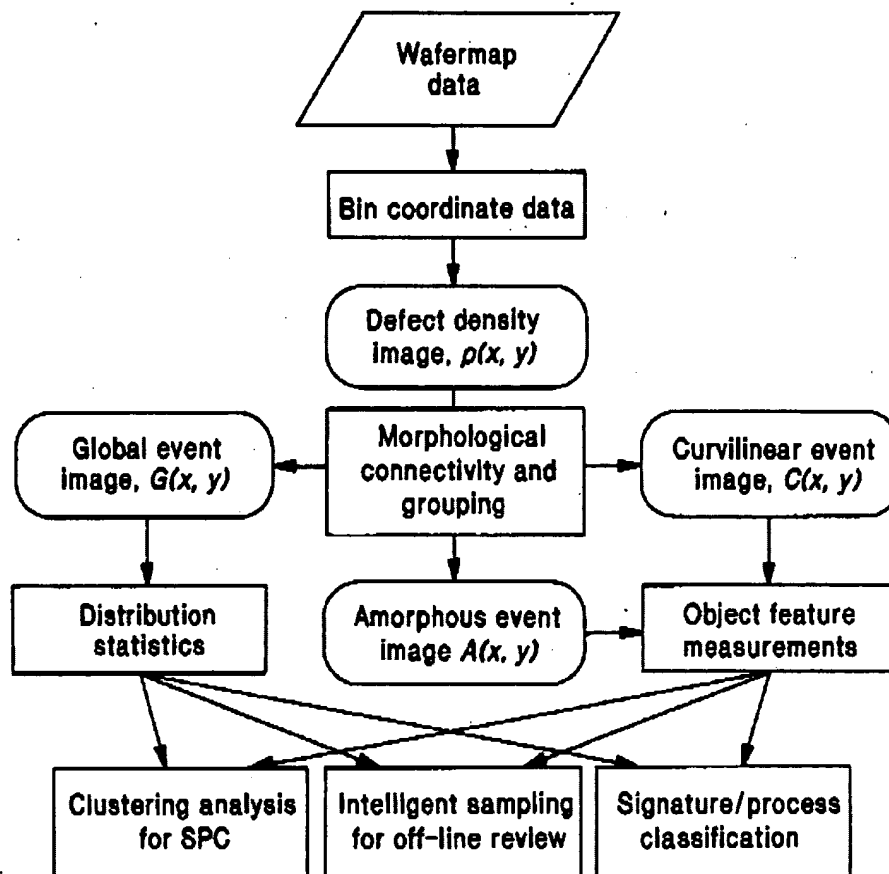 Wafermap
data
Bin coordinate data
Defect density
image, ρ(x, y)
Global event
image, G(x, y)
Morphological
connectivity and
grouping
Curvilinear event
image, C(x, y)
Distribution
statistics
Amorphous event
image A(x, y)
Object feature
measurements
Clustering analysis
for SPC
Intelligent sampling
for off-line review
Signature/process
classification